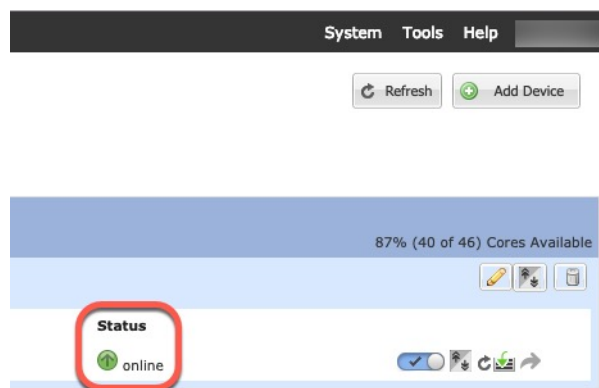 System Tools Help
Refresh Add Device
87% (40 of 46) Cores Available
Status
online